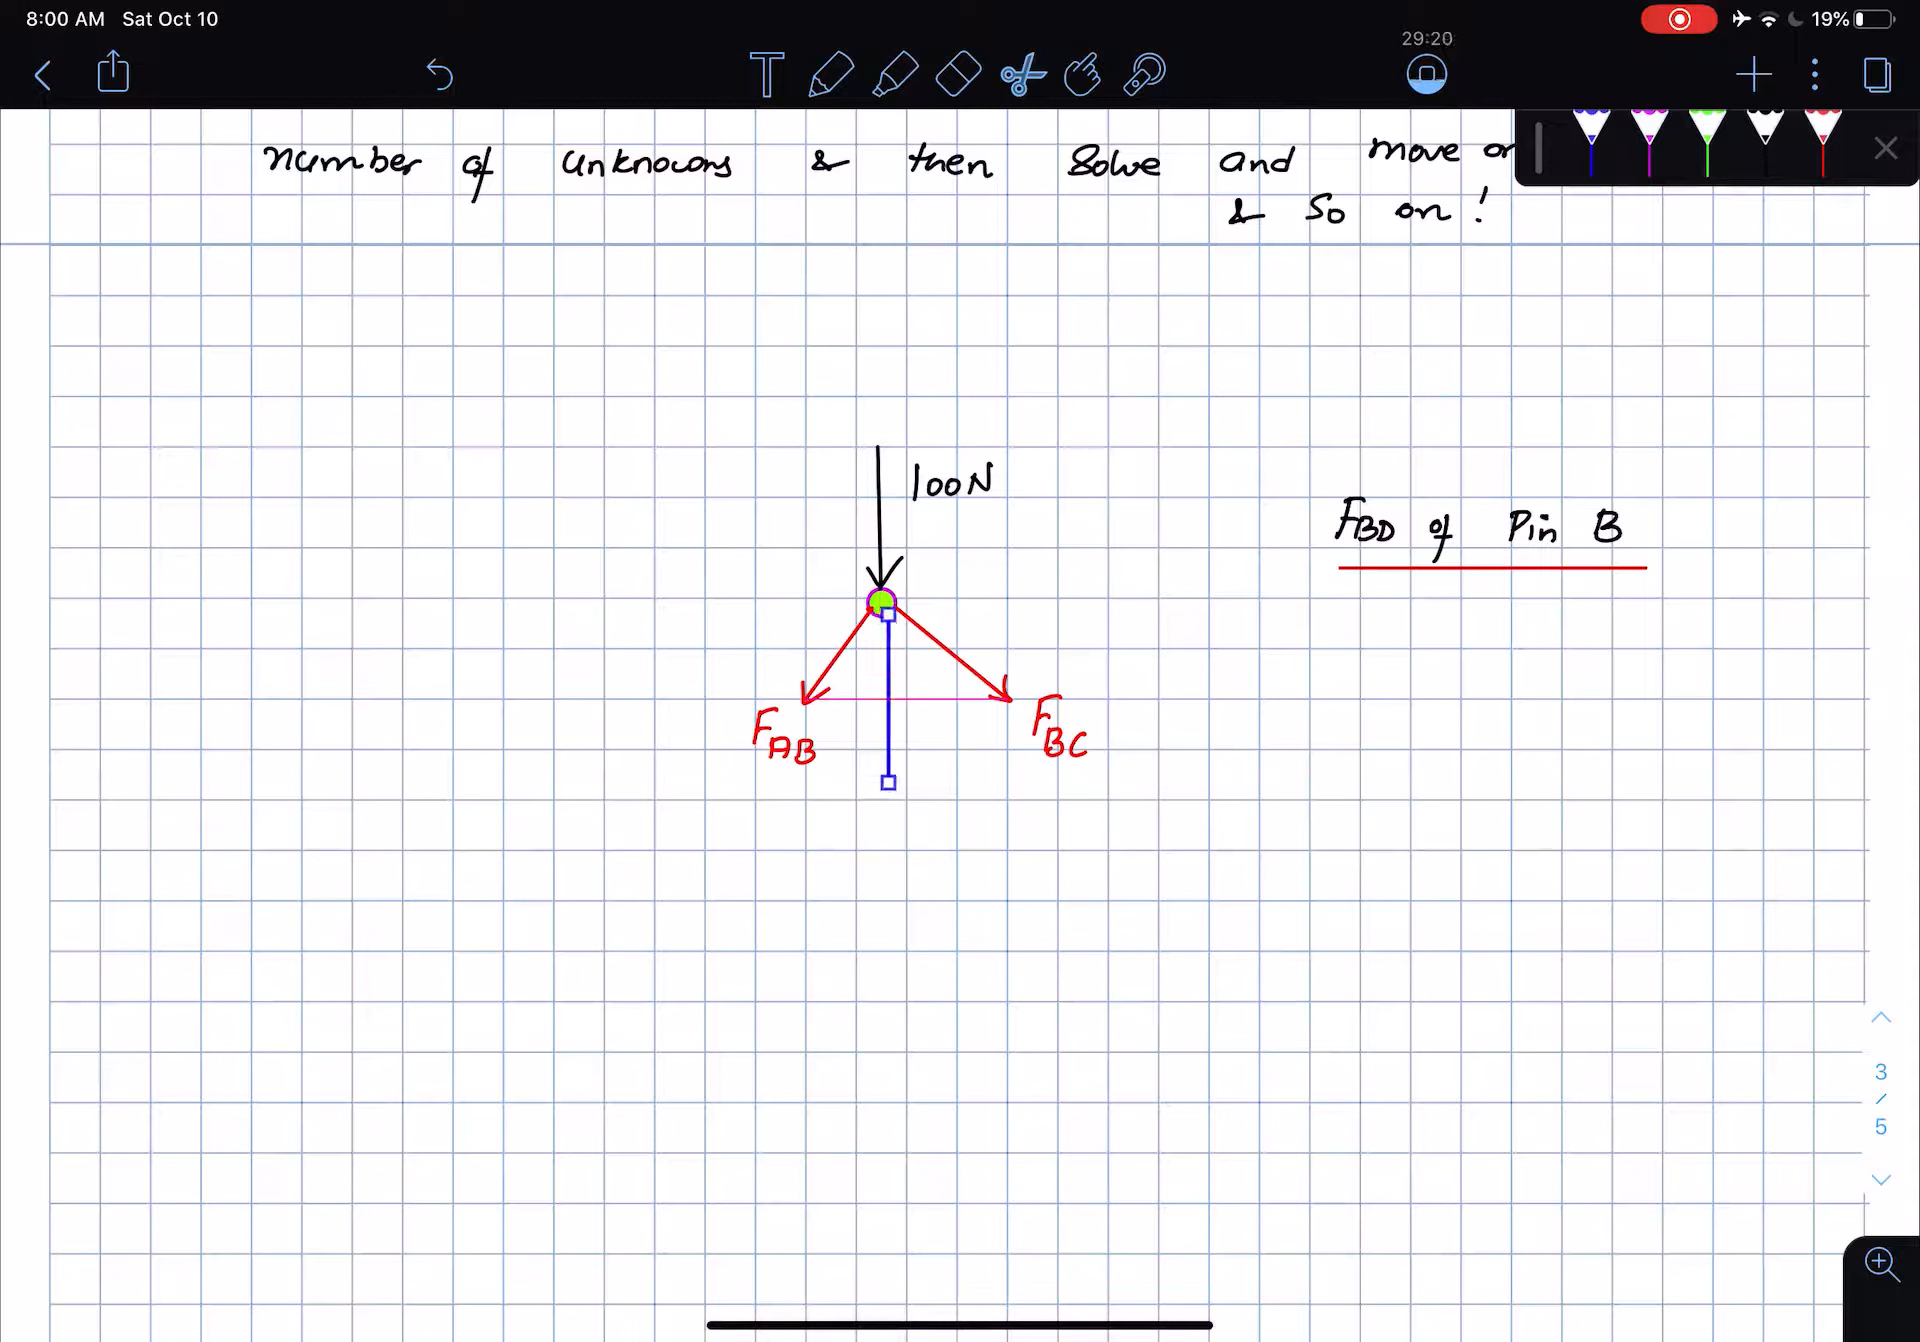 8:00 AM Sat Oct 10
19%
29:20
number of unknowns & then Solve and move on
& So on!
100N
FBD of Pin B
FAB
FBC
3
/
5